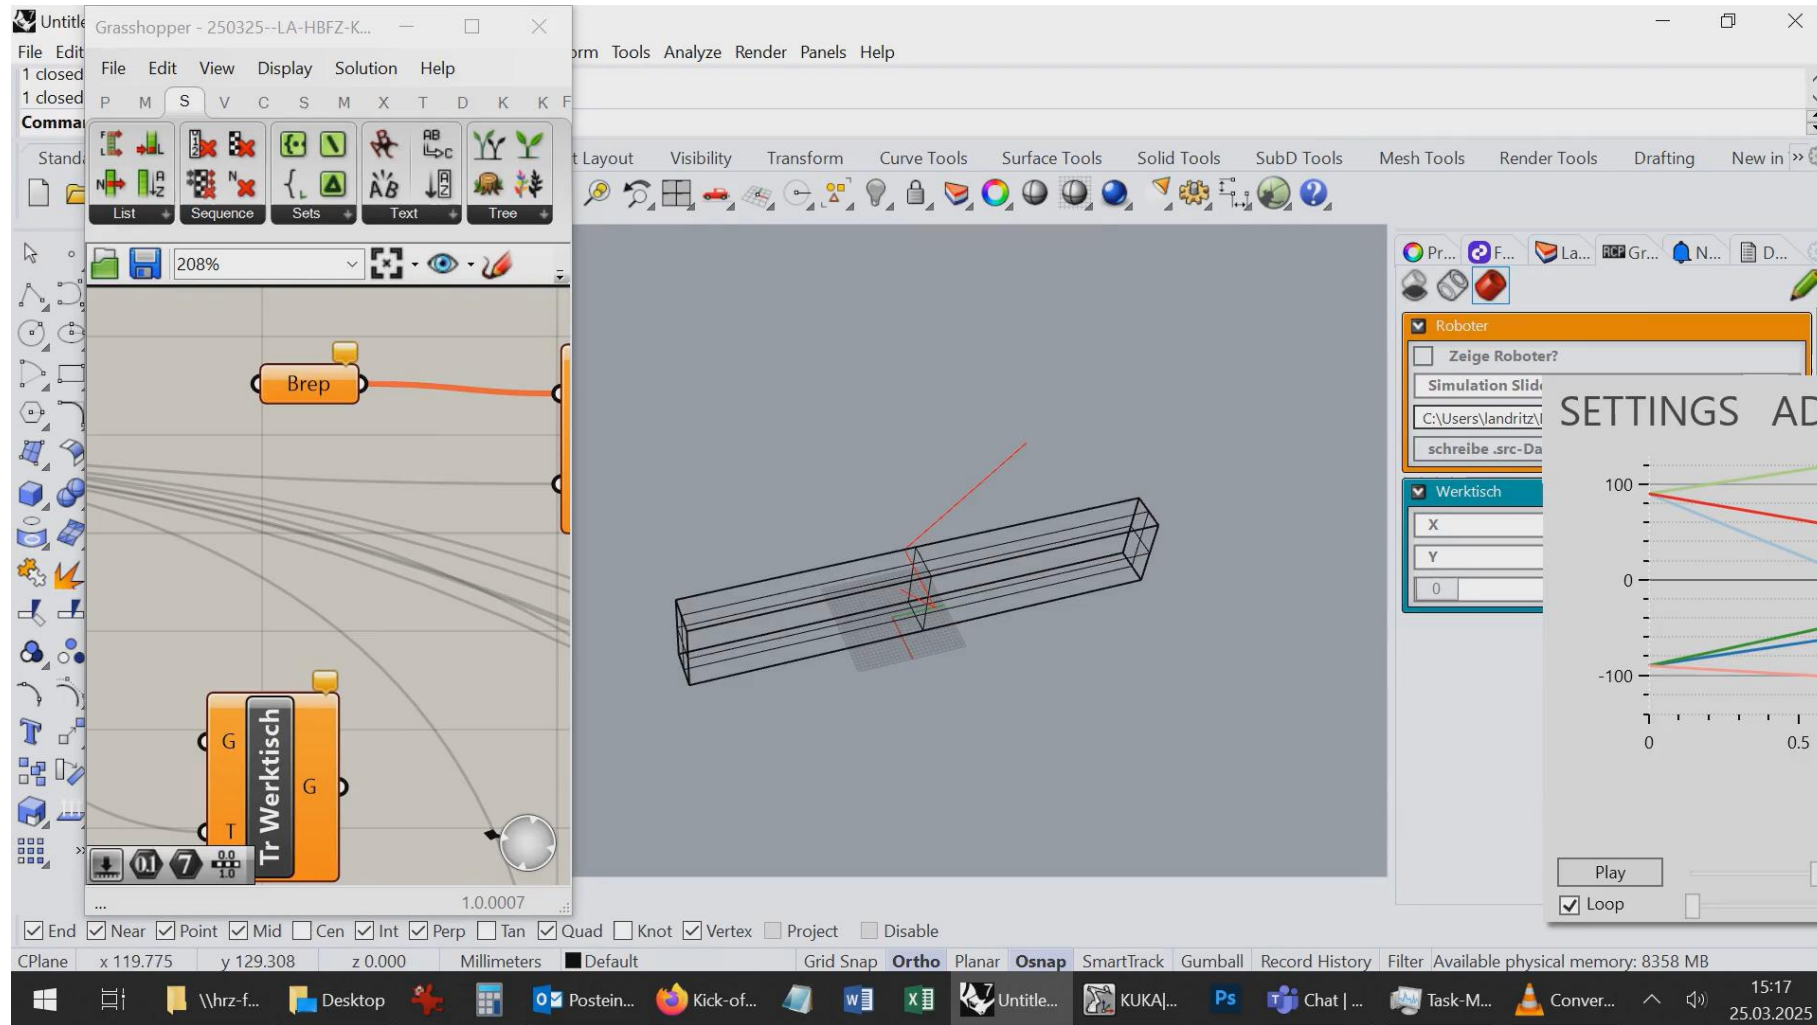 Untitle
Grasshopper - 250325--LA-HBFZ-K...
File Edit
orm Tools Analyze Render Panels Help
File Edit View Display Solution Help
1 closed
1 closed
P M S V C S M X T D K K F
Comma
Standa
t Layout Visibility Transform Curve Tools Surface Tools Solid Tools SubD Tools Mesh Tools Render Tools Drafting New in »
List Sequence Sets Text Tree
208%
Pr... F... La... Gr... N... D...
Roboter
Zeige Roboter?
Simulation Slide
C:\Users\landritz\
schreibe .src-Da
SETTINGS AD
Brep
Werktisch
X
Y
0
100
0
-100
0 0.5
G
Tr Werktisch
G
T
Play
Loop
...
1.0.0007
End Near Point Mid Cen Int Perp Tan Quad Knot Vertex Project Disable
CPlane x 119.775 y 129.308 z 0.000 Millimeters Default Grid Snap Ortho Planar Osnap SmartTrack Gumball Record History Filter Available physical memory: 8358 MB
\\hrz-f... Desktop Postein... Kick-of... Untitle... KUKA|... Ps Chat | ... Task-M... Conver...
15:17
25.03.2025